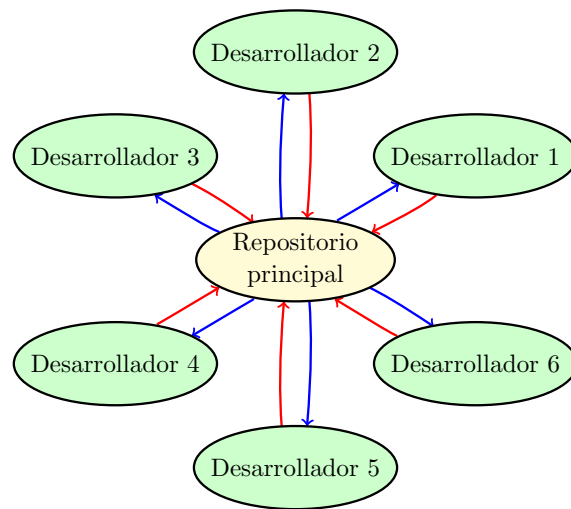 Desarrollador 2
Desarrollador 3
Desarrollador 1
Repositorio
principal
Desarrollador 4
Desarrollador 6
Desarrollador 5